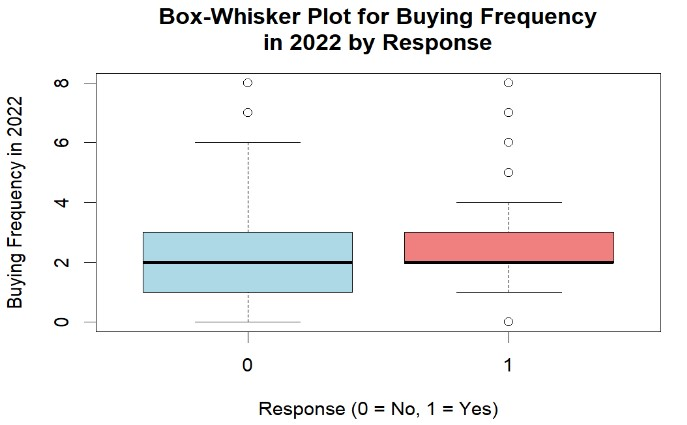 Box-Whisker Plot for Buying Frequency
in 2022 by Response
Buying Frequency in 2022
8
6
4
2
0
0 1
Response (0 = No, 1 = Yes)